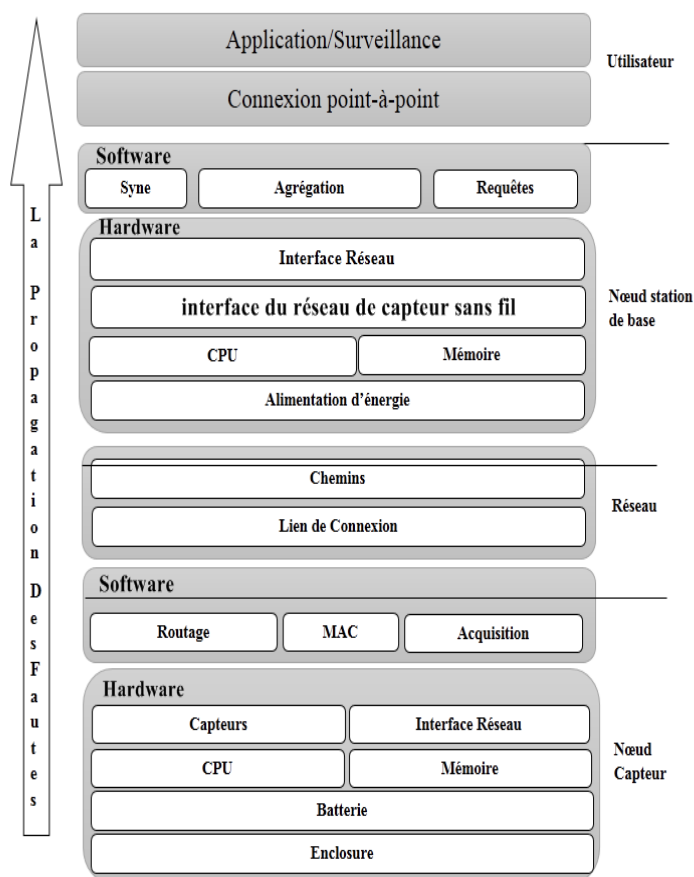 Application/Surveillance
Utilisateur
Connexion point-à-point
Software
Syne
Agrégation
Requêtes
Hardware
Interface Réseau
interface du réseau de capteur sans fil
Nœud station
de base
CPU
Mémoire
Alimentation d'énergie
Chemins
Lien de Connexion
Réseau
Software
Routage
MAC
Acquisition
Hardware
Capteurs
Interface Réseau
CPU
Mémoire
Nœud
Capteur
Batterie
Enclosure
La Propagation Des Fautes